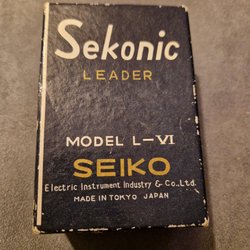 Sekonic
LEADER
MODEL L-VI
SEIKO
Electric Instrument Industry & Co., Ltd.
MADE IN TOKYO JAPAN